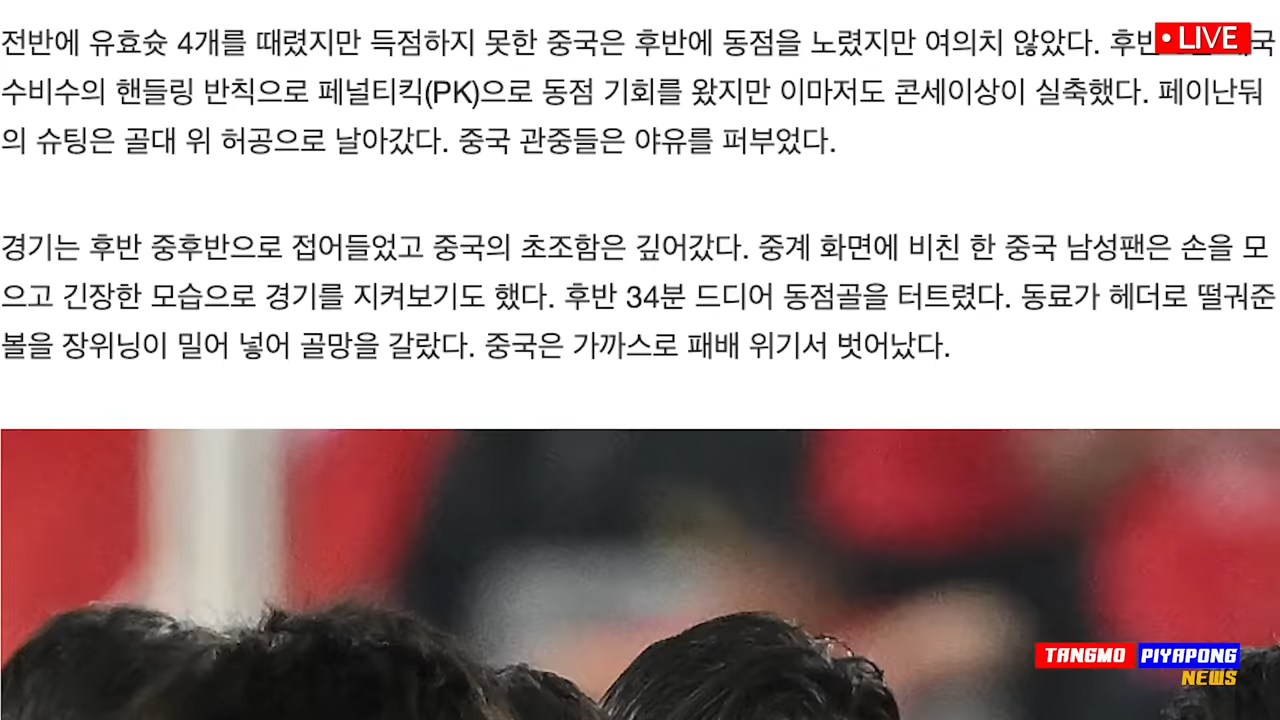 전반에 유효슛 4개를 때렸지만 득점하지 못한 중국은 후반에 동점을 노렸지만 여의치 않았다. 후반
• LIVE
수비수의 핸들링 반칙으로 페널티킥(PK)으로 동점 기회를 왔지만 이마저도 콘세이상이 실축했다. 페이난둬
의 슈팅은 골대 위 허공으로 날아갔다. 중국 관중들은 야유를 퍼부었다.
경기는 후반 중후반으로 접어들었고 중국의 초조함은 깊어갔다. 중계 화면에 비친 한 중국 남성팬은 손을 모
으고 긴장한 모습으로 경기를 지켜보기도 했다. 후반 34분 드디어 동점골을 터트렸다. 동료가 헤더로 떨궈준
볼을 장위닝이 밀어 넣어 골망을 갈랐다. 중국은 가까스로 패배 위기서 벗어났다.
TANGMO PIYAPONG
NEWS